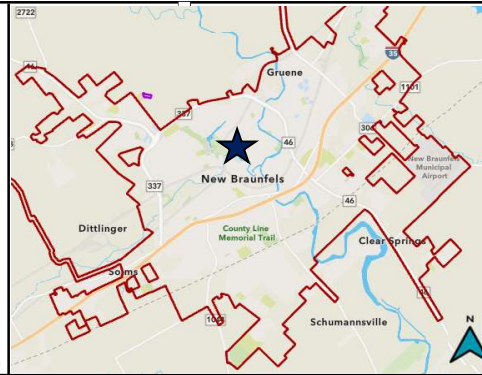 2722
46
Gruene
35
1101
337
306
46
New Braunfels
Municipal
Airport
New Braunfels
337
46
Dittlinger
County Line
Memorial Trail
Clear Springs
Solms
Schumannsville
N